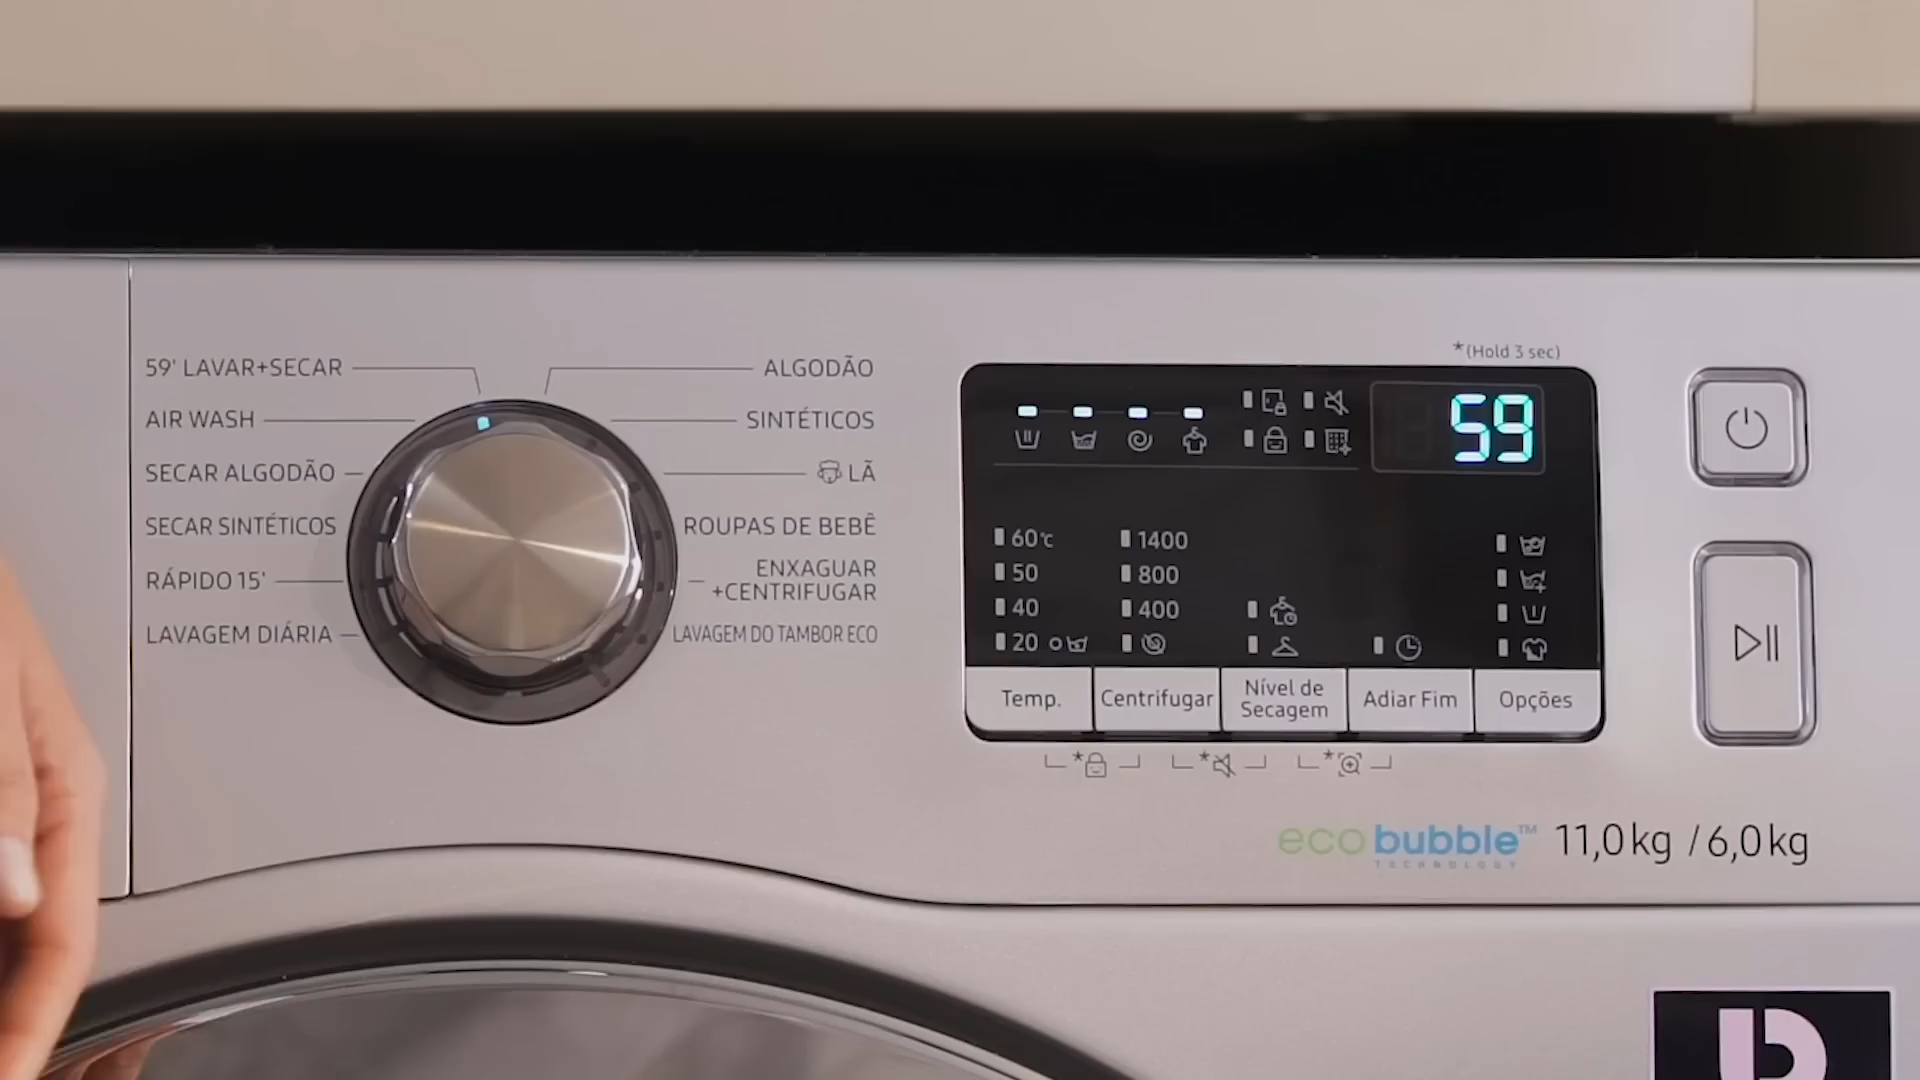 *(Hold 3 sec)
59' LAVAR+SECAR
AIR WASH
SECAR ALGODÃO
SECAR SINTÉTICOS
RÁPIDO 15'
LAVAGEM DIÁRIA
ALGODÃO
SINTÉTICOS
LÃ
ROUPAS DE BEBÊ
ENXAGUAR
+CENTRIFUGAR
LAVAGEM DO TAMBOR ECO
59
60℃
50
40
20
1400
800
400
Temp.
Centrifugar
Nível de
Secagem
Adiar Fim
Opções
eco bubble™
TECHNOLOGY
11,0kg / 6,0kg